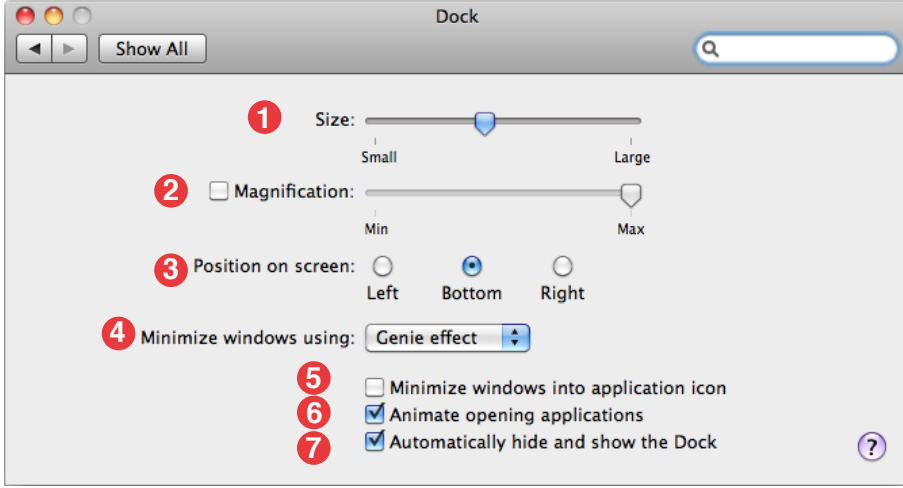 Dock
Show All
1 Size:
Small Large
2 Magnification:
Min Max
3 Position on screen:
Left Bottom Right
4 Minimize windows using: Genie effect
5 Minimize windows into application icon
6 Animate opening applications
7 Automatically hide and show the Dock
?